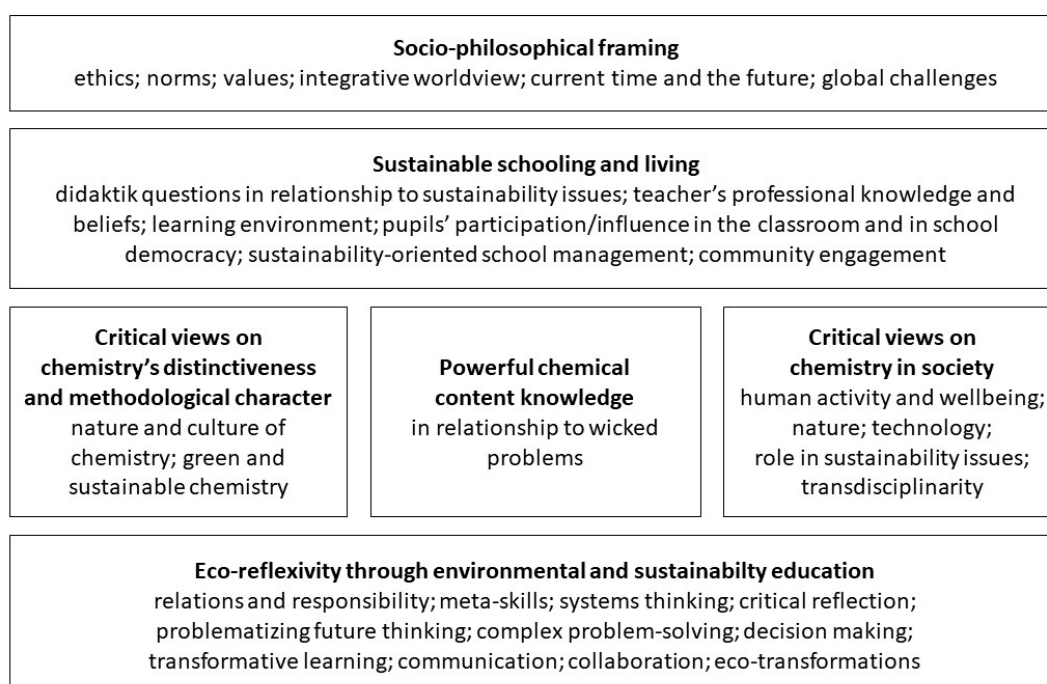 Socio-philosophical framing
ethics; norms; values; integrative worldview; current time and the future; global challenges
Sustainable schooling and living
didaktik questions in relationship to sustainability issues; teacher's professional knowledge and
beliefs; learning environment; pupils' participation/influence in the classroom and in school
democracy; sustainability-oriented school management; community engagement
Critical views on
chemistry's distinctiveness
and methodological character
nature and culture of
chemistry; green and
sustainable chemistry
Powerful chemical
content knowledge
in relationship to wicked
problems
Critical views on
chemistry in society
human activity and wellbeing;
nature; technology;
role in sustainability issues;
transdisciplinarity
Eco-reflexivity through environmental and sustainabilty education
relations and responsibility; meta-skills; systems thinking; critical reflection;
problematizing future thinking; complex problem-solving; decision making;
transformative learning; communication; collaboration; eco-transformations